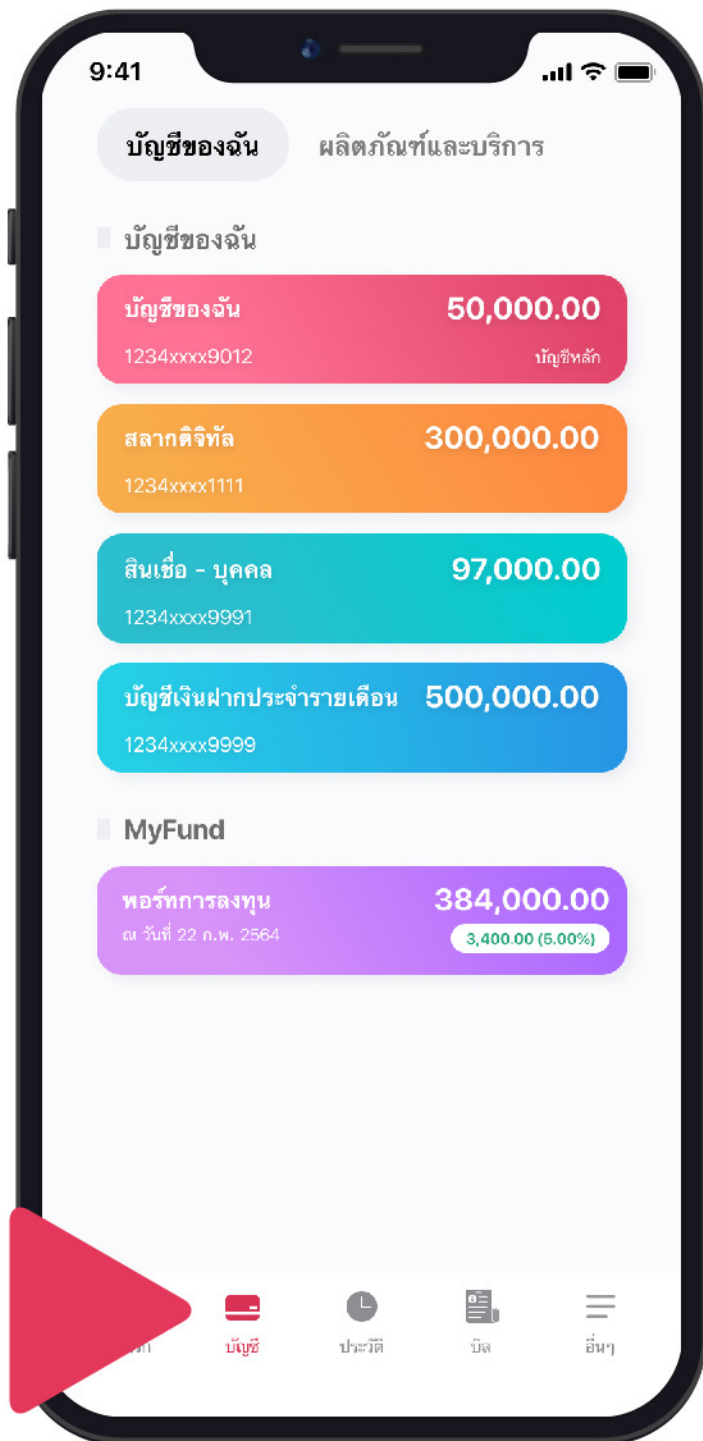 9:41
บัญชีของฉัน ผลิตภัณฑ์และบริการ
บัญชีของฉัน
บัญชีของฉัน 50,000.00
1234xxxx9012 บัญชีหลัก
สลากดิจิทัล 300,000.00
1234xxxx1111
สินเชื่อ - บุคคล 97,000.00
1234xxxx9991
บัญชีเงินฝากประจำรายเดือน 500,000.00
1234xxxx9999
MyFund
พอร์ทการลงทุน 384,000.00
ณ วันที่ 22 ก.พ. 2564 3,400.00 (5.00%)
บัญชี ประวัติ บิล อื่นๆ